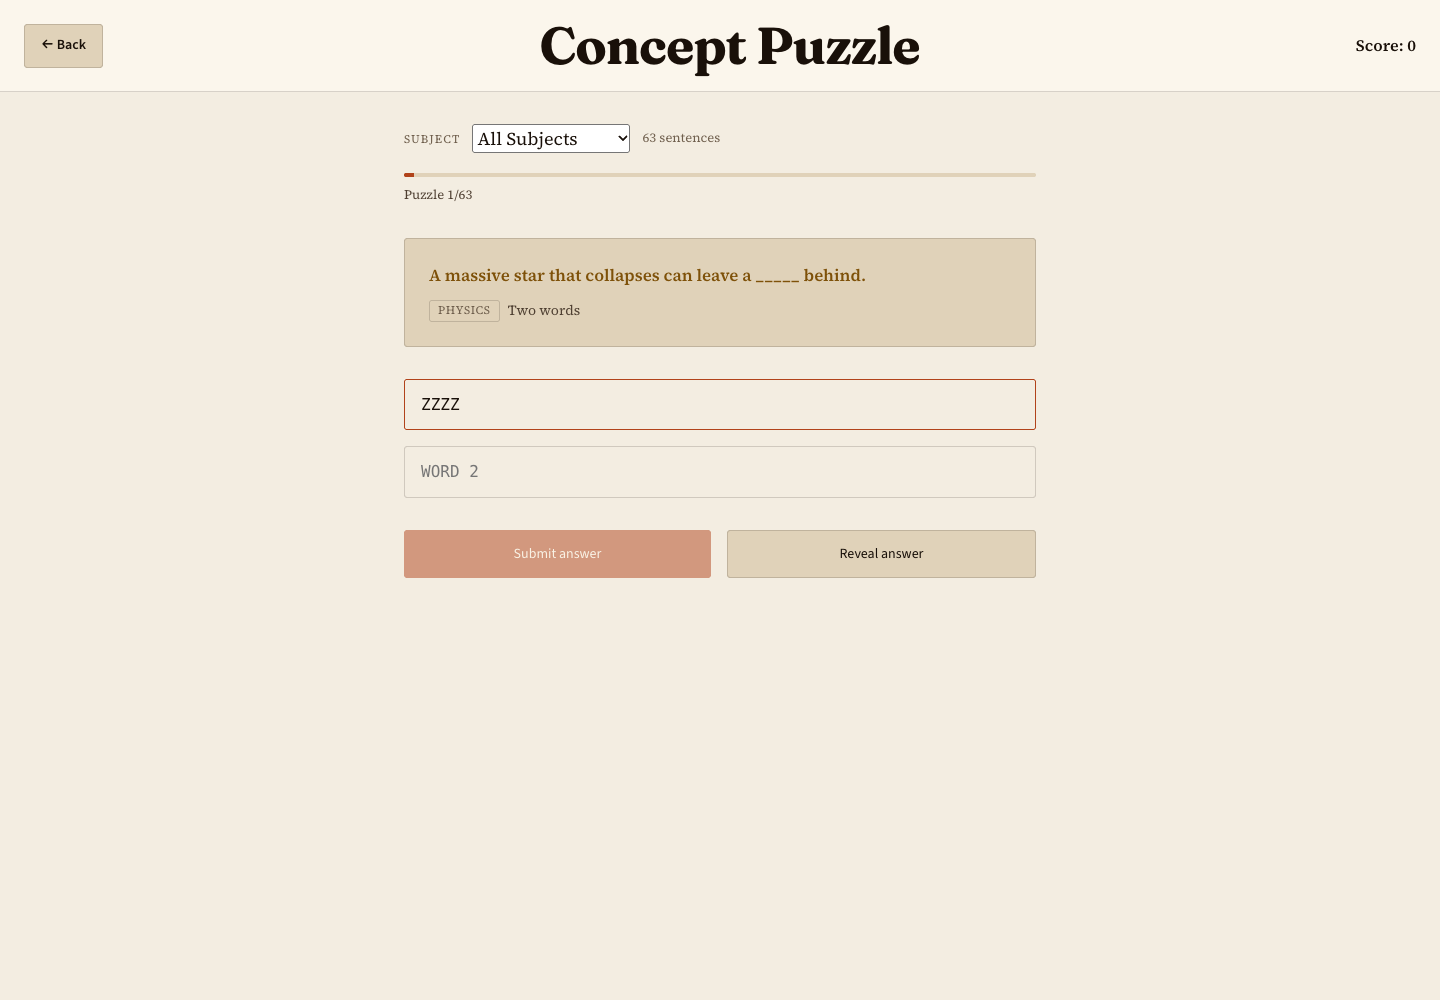 ← Back
Concept Puzzle
Score: 0
SUBJECT All Subjects 63 sentences
Puzzle 1/63
A massive star that collapses can leave a _____ behind.
PHYSICS Two words
ZZZZ
WORD 2
Submit answer Reveal answer